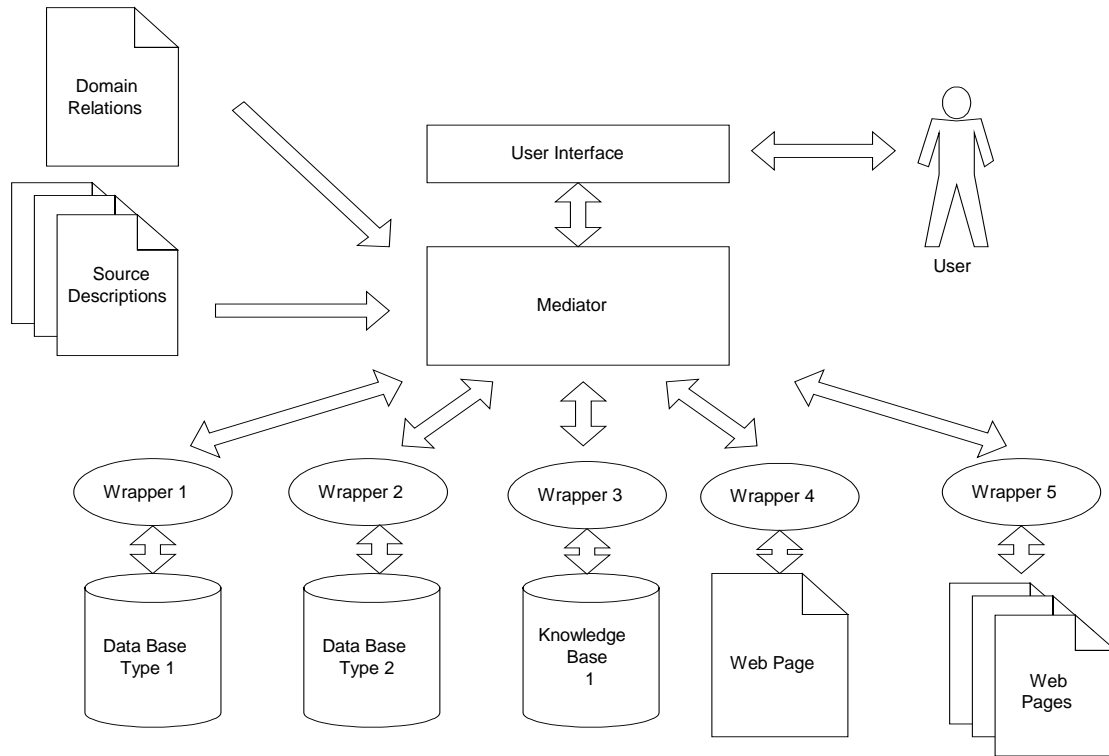 Domain
Relations
User Interface
User
Source
Descriptions
Mediator
Wrapper 1
Wrapper 2
Wrapper 3
Wrapper 4
Wrapper 5
Data Base
Type 1
Data Base
Type 2
Knowledge
Base
1
Web Page
Web
Pages